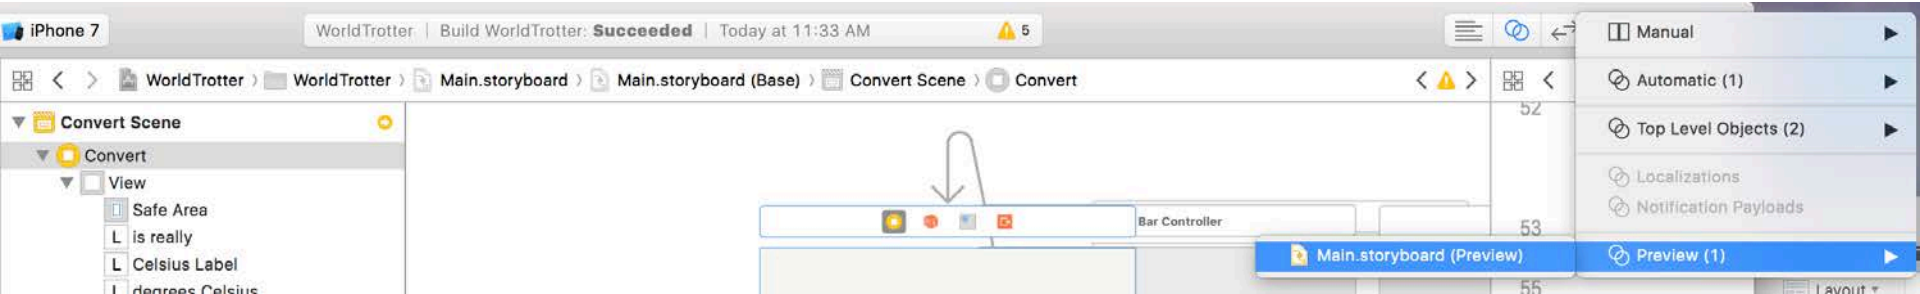 iPhone 7
WorldTrotter | Build WorldTrotter: Succeeded | Today at 11:33 AM
5
WorldTrotter
WorldTrotter
Main.storyboard
Main.storyboard (Base)
Convert Scene
Convert
Convert Scene
Convert
View
Safe Area
L is really
L Celsius Label
L degrees Celsius
Bar Controller
52
53
55
Manual
Automatic (1)
Top Level Objects (2)
Localizations
Notification Payloads
Preview (1)
Main.storyboard (Preview)
Layout